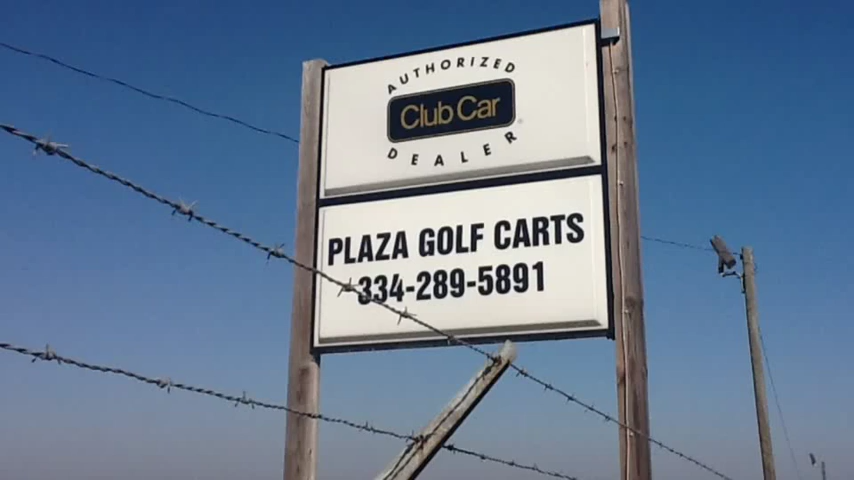 AUTHORIZED
Club Car
DEALER
PLAZA GOLF CARTS
334-289-5891